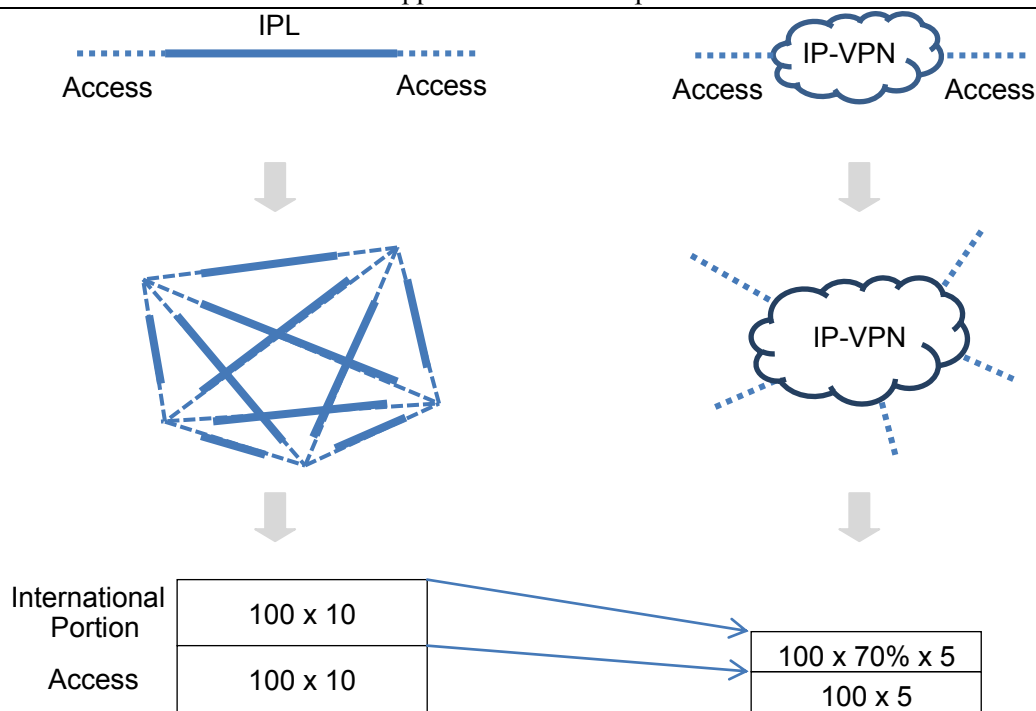 IPL
Access
Access
IP-VPN
Access
Access
IP-VPN
International
Portion
100 x 10
100 x 70% x 5
Access
100 x 10
100 x 5